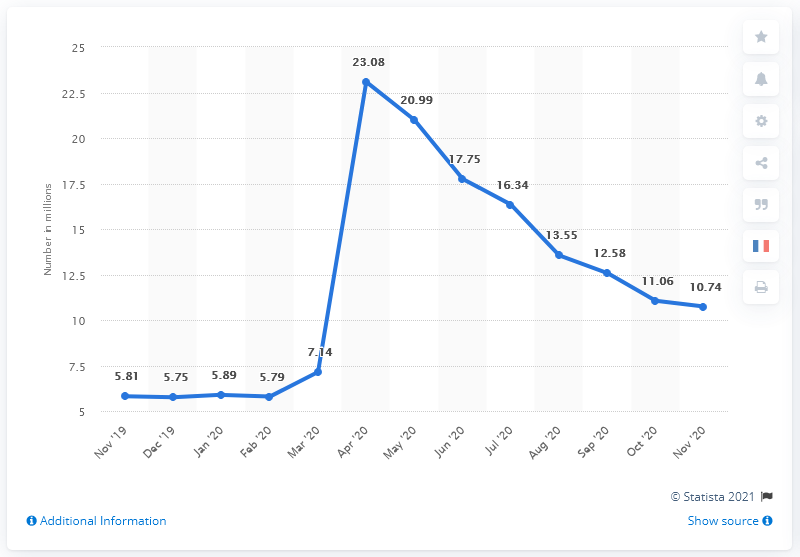 25
22.5
20
17.5
15
12.5
10
7.5
5
Number in millions
5.81
5.75
5.89
5.79
7.14
23.08
20.99
17.75
16.34
13.55
12.58
11.06
10.74
Nov '19
Dec '19
Jan '20
Feb '20
Mar '20
Apr '20
May '20
Jun '20
Jul '20
Aug '20
Sep '20
Oct '20
Nov '20
© Statista 2021
Additional Information
Show source